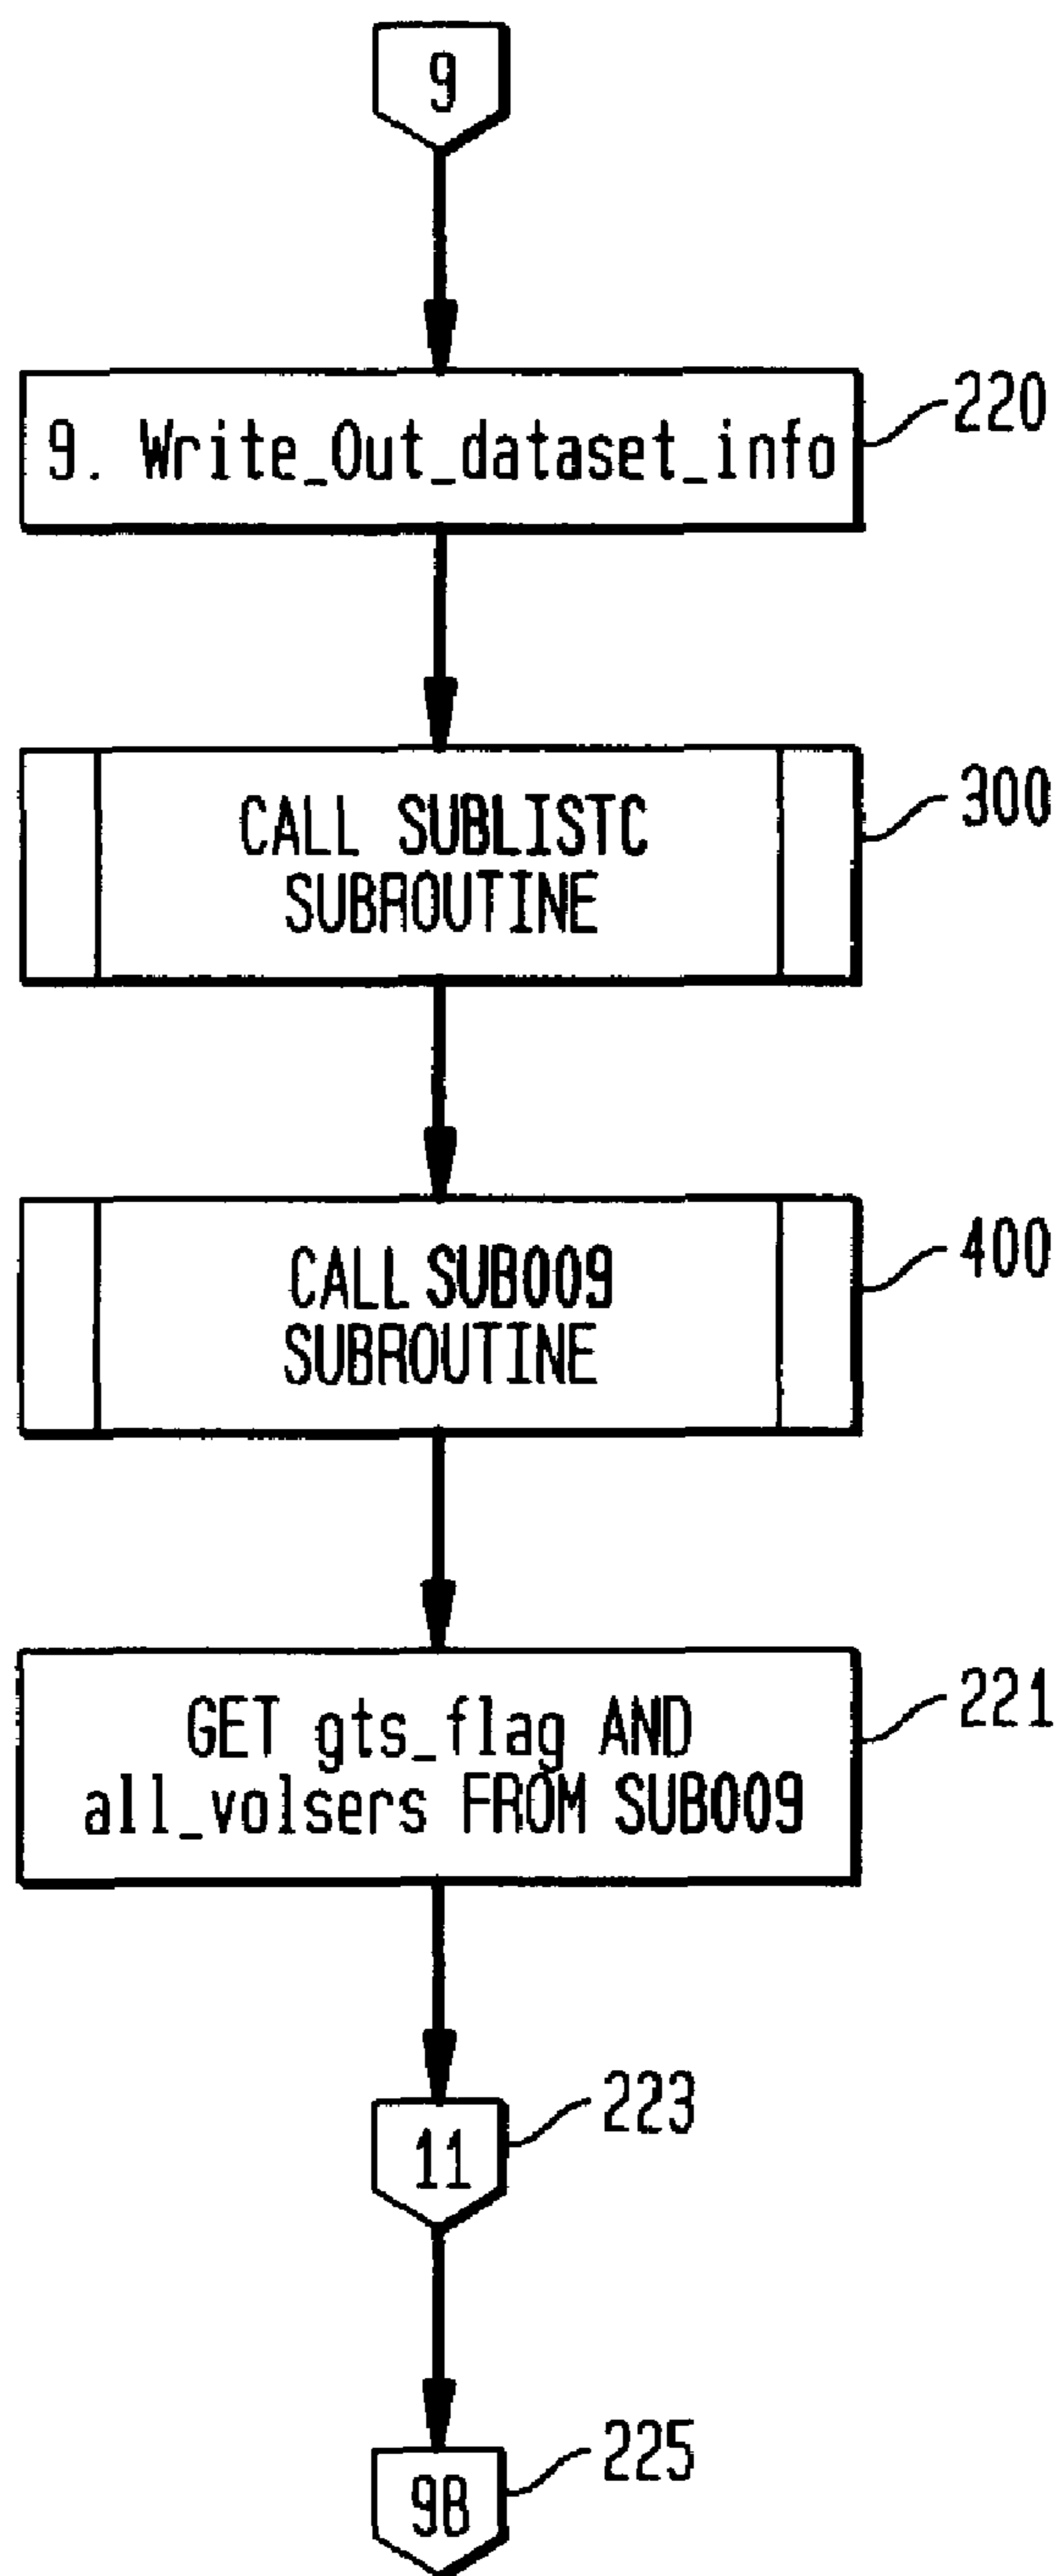 9
9. Write_Out_dataset_info
220
CALL SUBLISTC
SUBROUTINE
300
CALL SUB009
SUBROUTINE
400
GET gts_flag AND
all_volsers FROM SUB009
221
11
223
9B
225